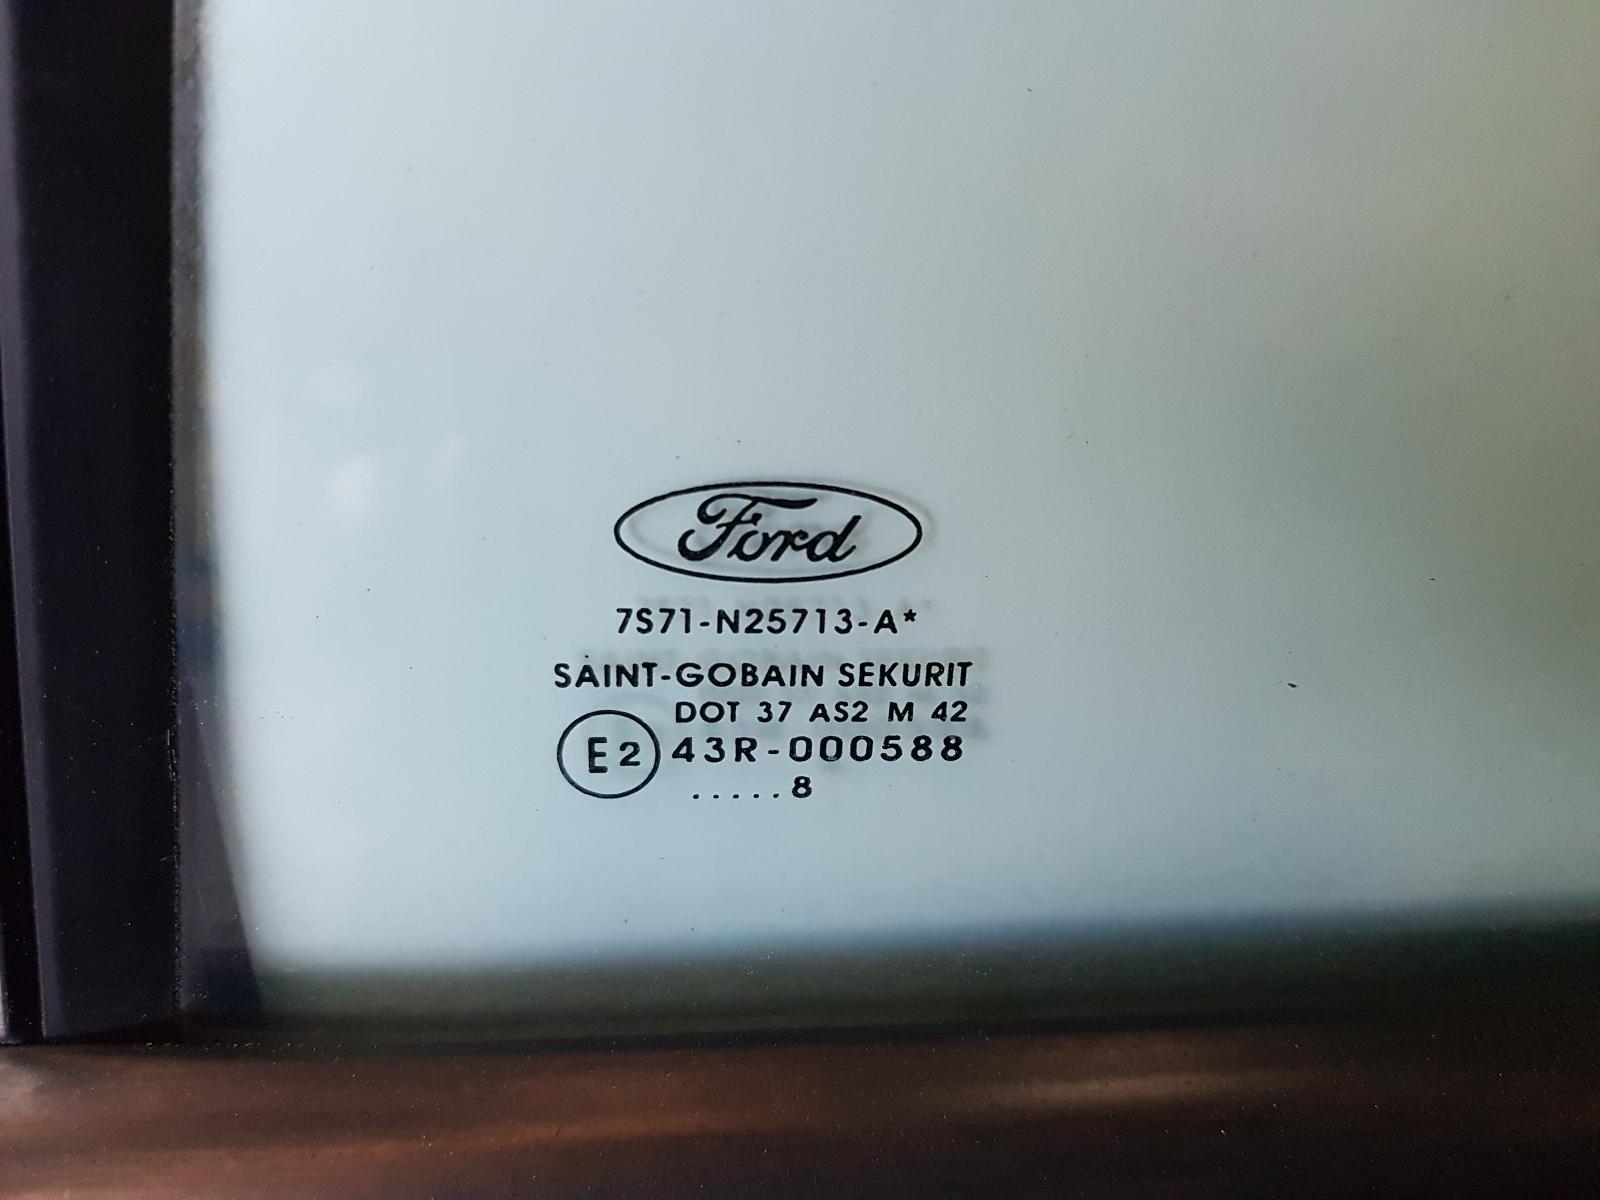 Ford
7S71-N25713-A*
SAINT-GOBAIN SEKURIT
DOT 37 AS2 M 42
E2 43R-000588
.....8